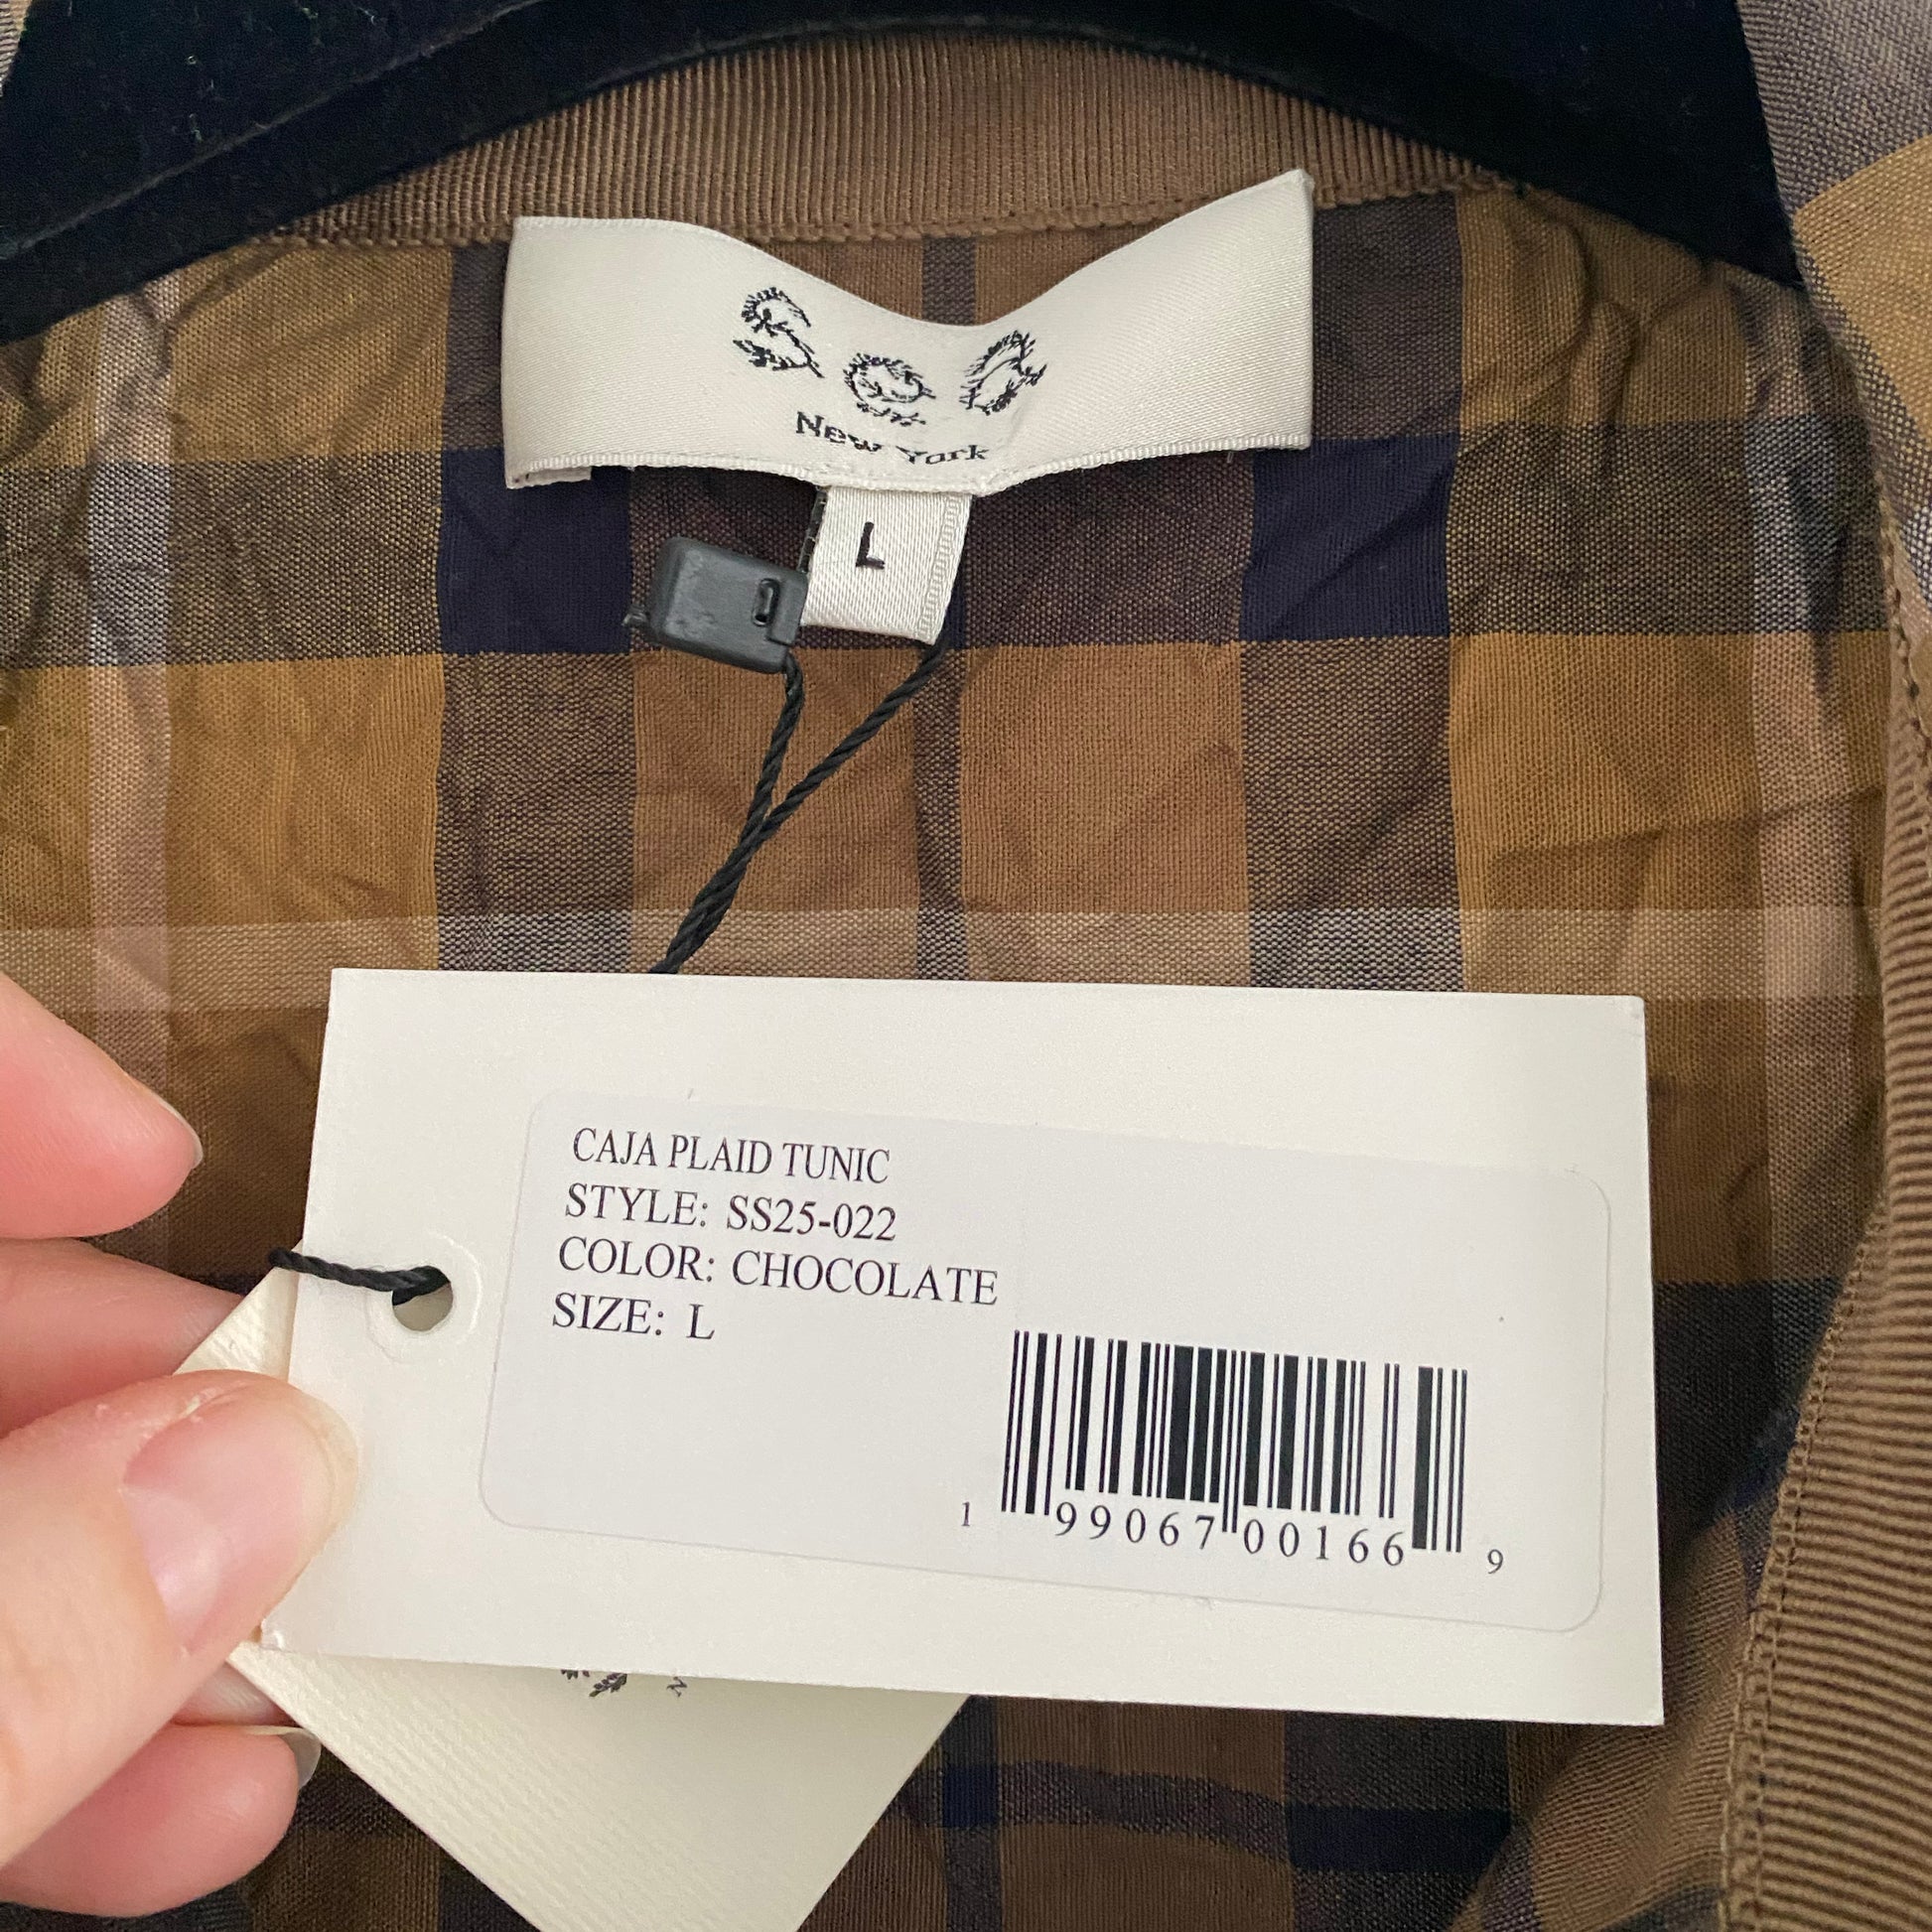 Sea
New York
L
CAJA PLAID TUNIC
STYLE: SS25-022
COLOR: CHOCOLATE
SIZE: L
1 99067 00166 9